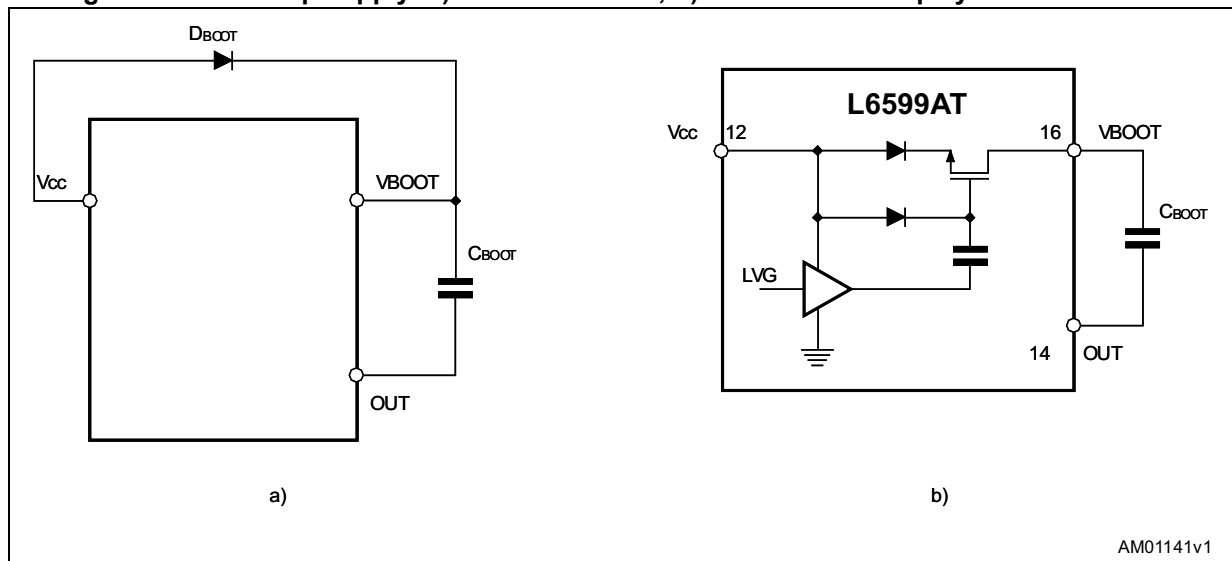 DBOOT
Vcc
VBOOT
CBOOT
OUT
a)
L6599AT
Vcc
12
16
VBOOT
CBOOT
LVG
14
OUT
b)
AM01141v1